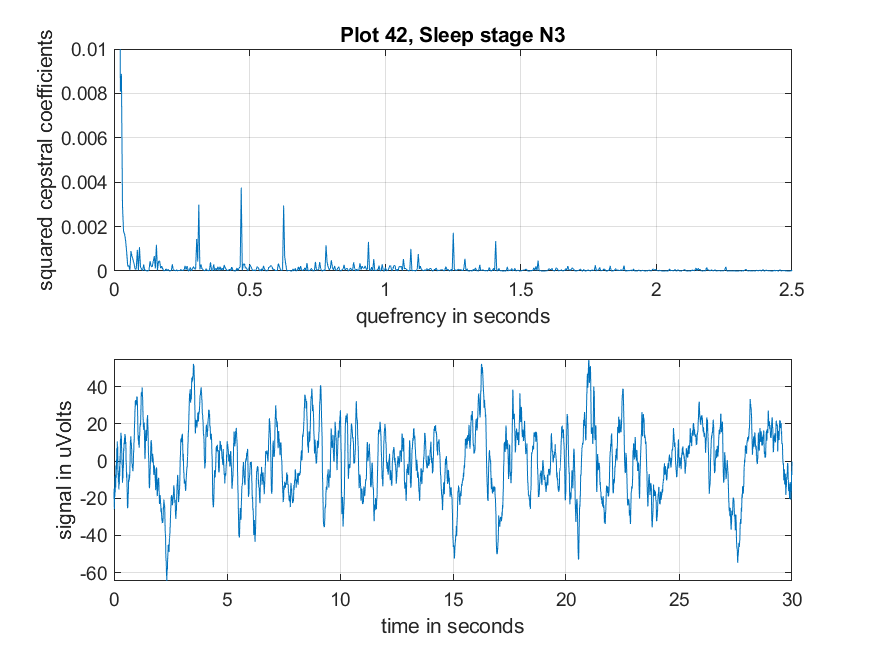 Plot 42, Sleep stage N3
squared cepstral coefficients
0.01
0.008
0.006
0.004
0.002
0
0 0.5 1 1.5 2 2.5
quefrency in seconds
signal in uVolts
40
20
0
-20
-40
-60
0 5 10 15 20 25 30
time in seconds